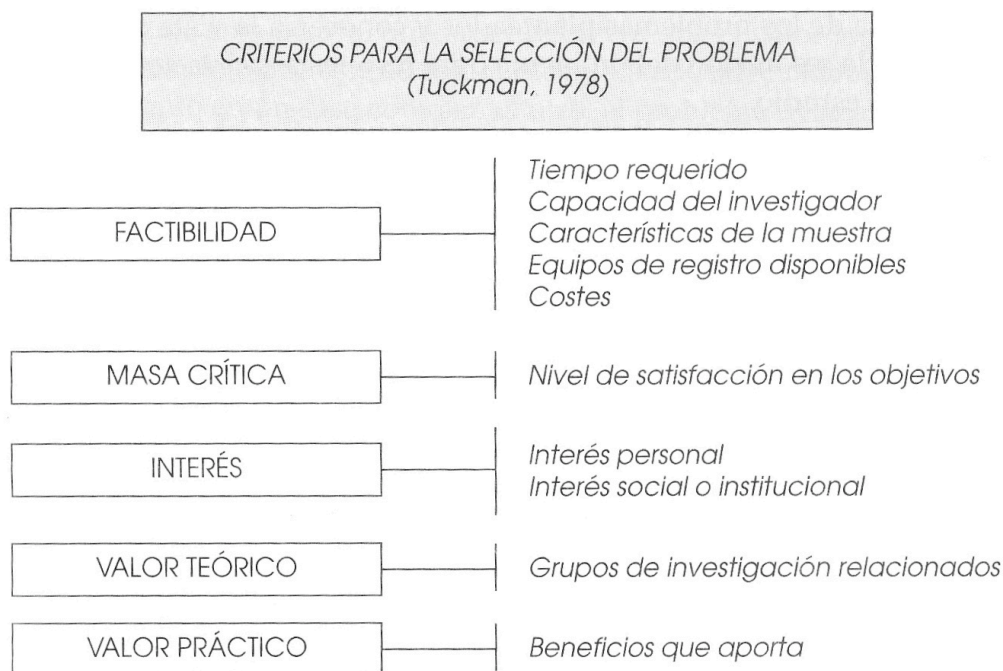 CRITERIOS PARA LA SELECCIÓN DEL PROBLEMA
(Tuckman, 1978)
FACTIBILIDAD
Tiempo requerido
Capacidad del investigador
Características de la muestra
Equipos de registro disponibles
Costes
MASA CRÍTICA
Nivel de satisfacción en los objetivos
INTERÉS
Interés personal
Interés social o institucional
VALOR TEÓRICO
Grupos de investigación relacionados
VALOR PRÁCTICO
Beneficios que aporta